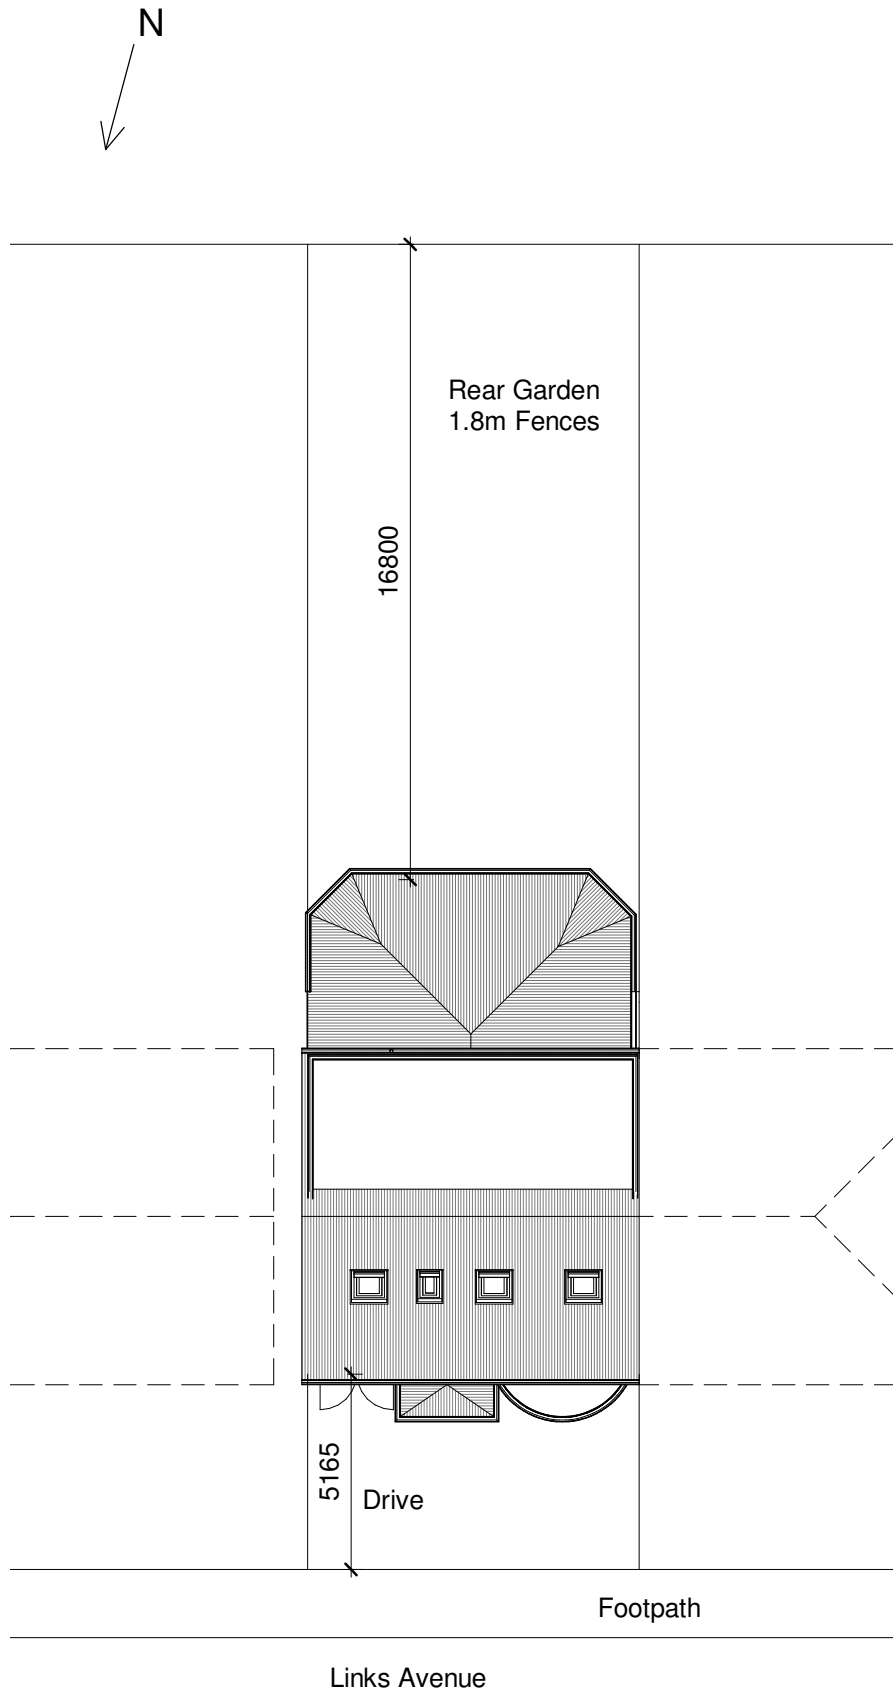 N
Rear Garden
1.8m Fences
16800
5165
Drive
Footpath
Links Avenue